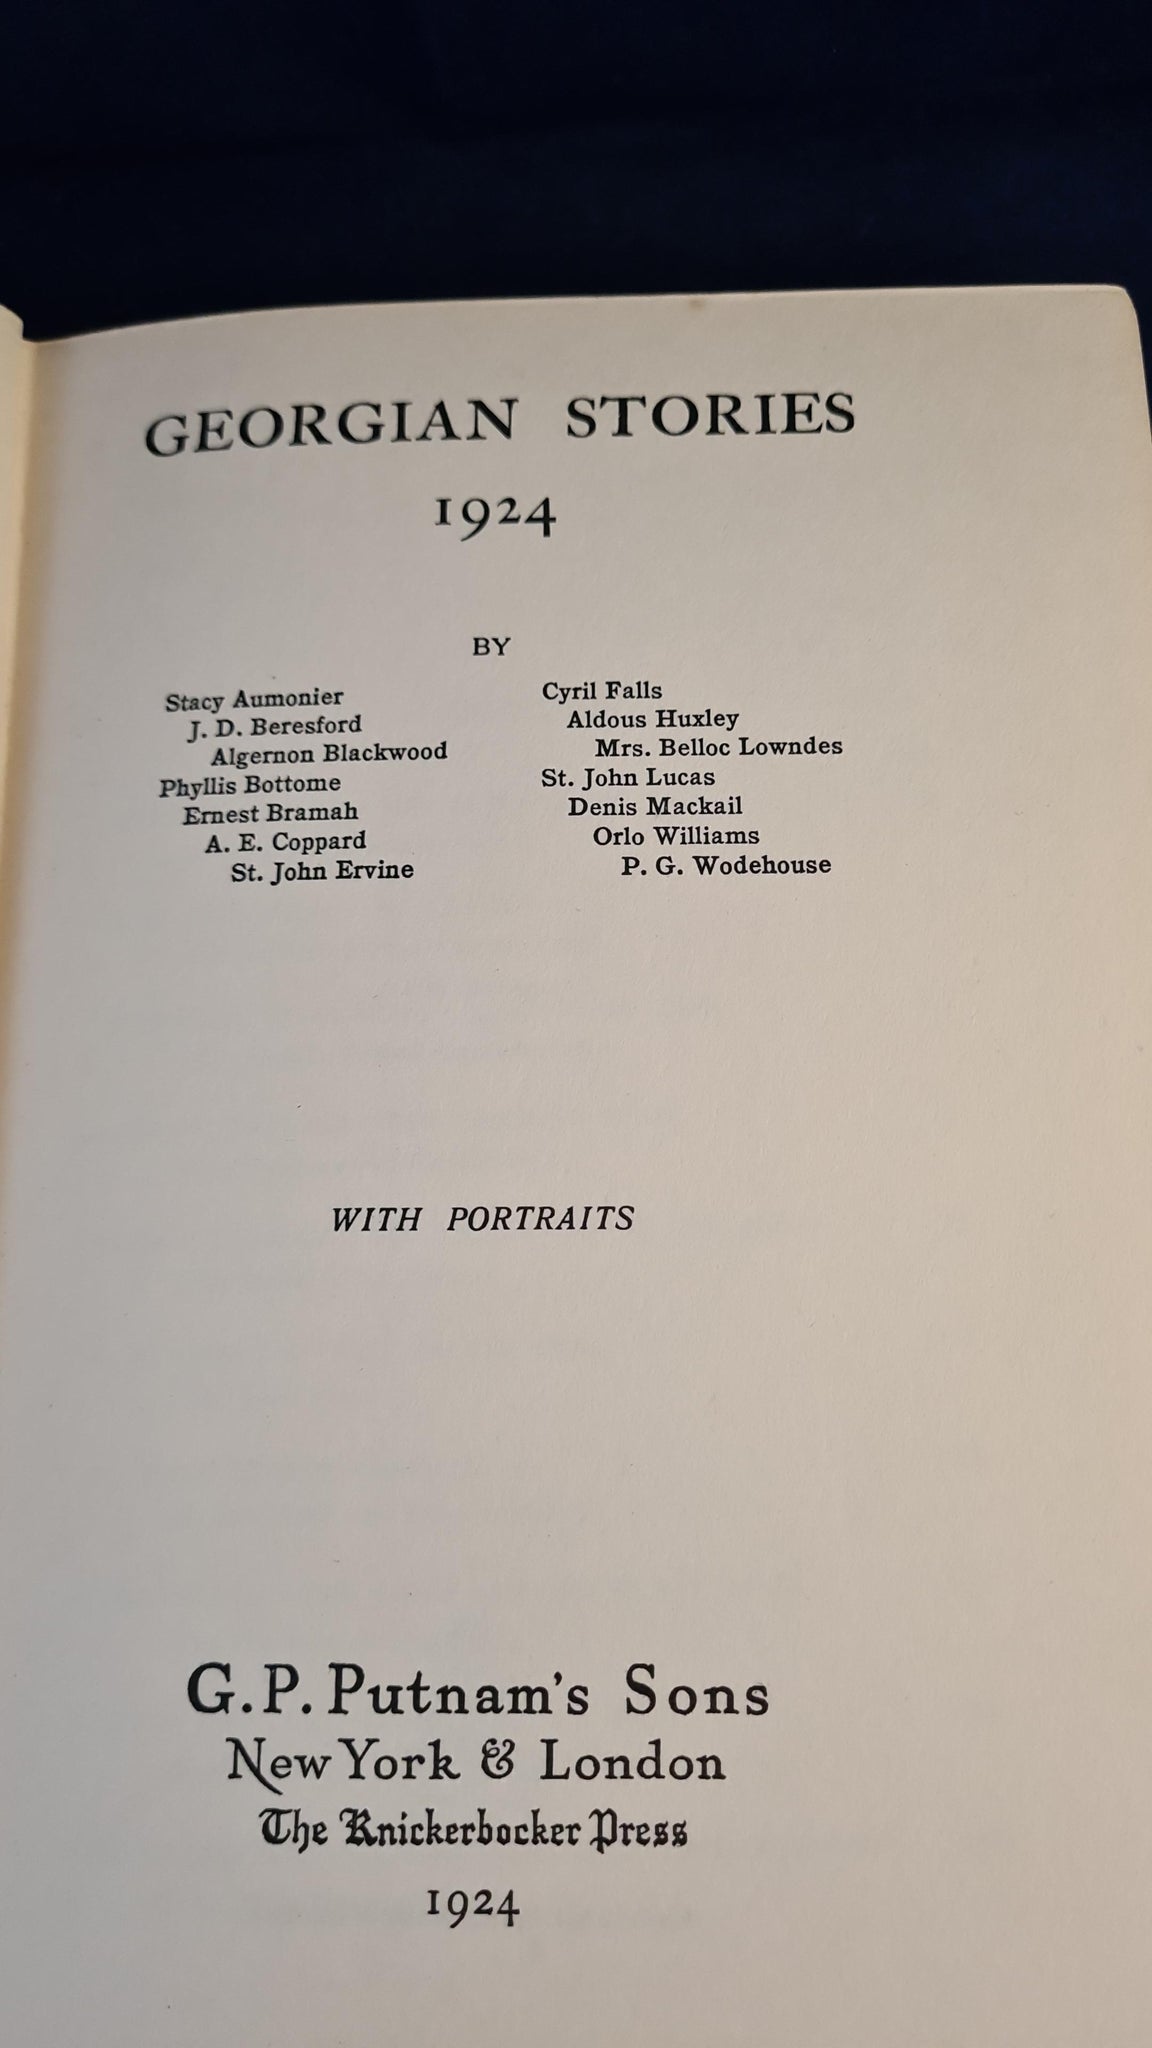 GEORGIAN STORIES
1924
BY
Stacy Aumonier
J. D. Beresford
Algernon Blackwood
Phyllis Bottome
Ernest Bramah
A. E. Coppard
St. John Ervine
Cyril Falls
Aldous Huxley
Mrs. Belloc Lowndes
St. John Lucas
Denis Mackail
Orlo Williams
P. G. Wodehouse
WITH PORTRAITS
G. P. Putnam's Sons
New York & London
The Knickerbocker Press
1924